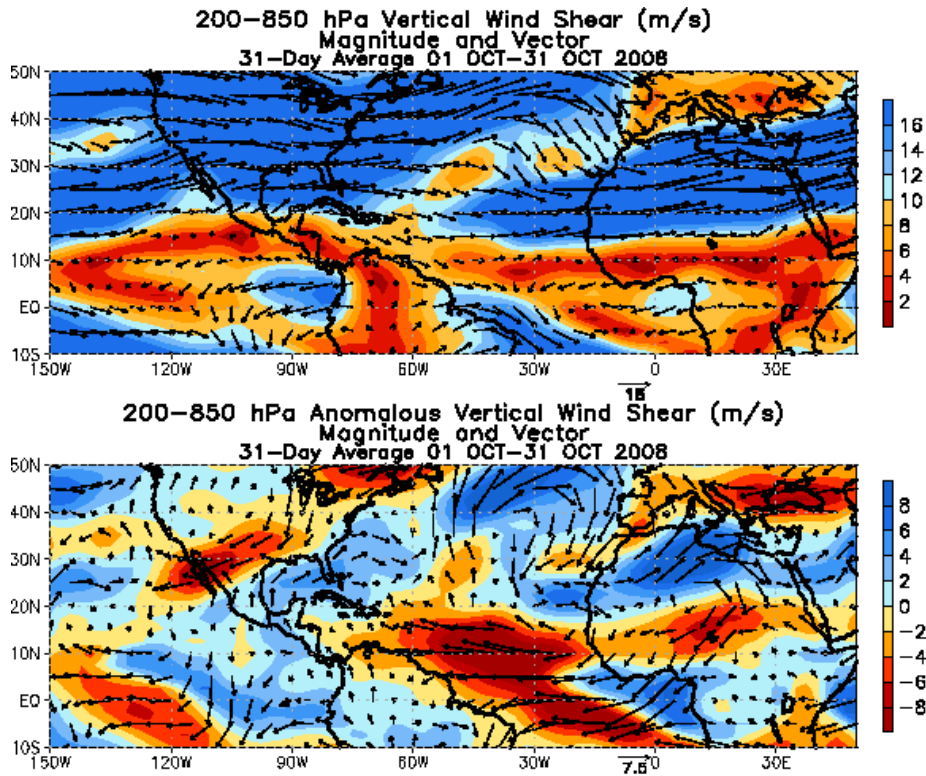 200-850 hPa Vertical Wind Shear (m/s)
Magnitude and Vector
31-Day Average 01 OCT-31 OCT 2008
50N
40N
30N
20N
10N
EQ
10S
150W 120W 90W 60W 30W 0 30E
15
16
14
12
10
8
6
4
2
200-850 hPa Anomalous Vertical Wind Shear (m/s)
Magnitude and Vector
31-Day Average 01 OCT-31 OCT 2008
50N
40N
30N
20N
10N
EQ
10S
150W 120W 90W 60W 30W 0 30E
7.5
8
6
4
2
0
-2
-4
-6
-8